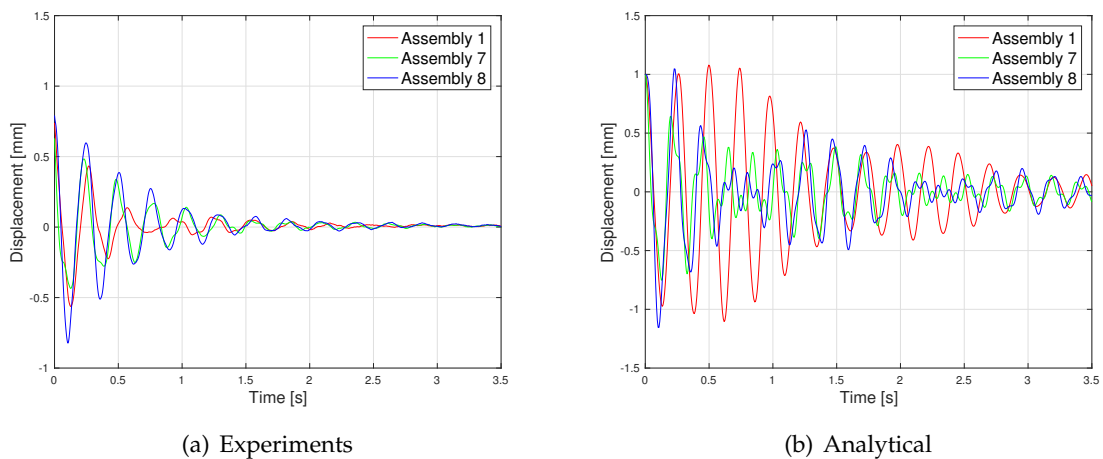 1.5
1
0.5
0
-0.5
-1
Displacement [mm]
0 0.5 1 1.5 2 2.5 3 3.5
Time [s]
Assembly 1
Assembly 7
Assembly 8
(a) Experiments
1.5
1
0.5
0
-0.5
-1
-1.5
Displacement [mm]
0 0.5 1 1.5 2 2.5 3 3.5
Time [s]
Assembly 1
Assembly 7
Assembly 8
(b) Analytical